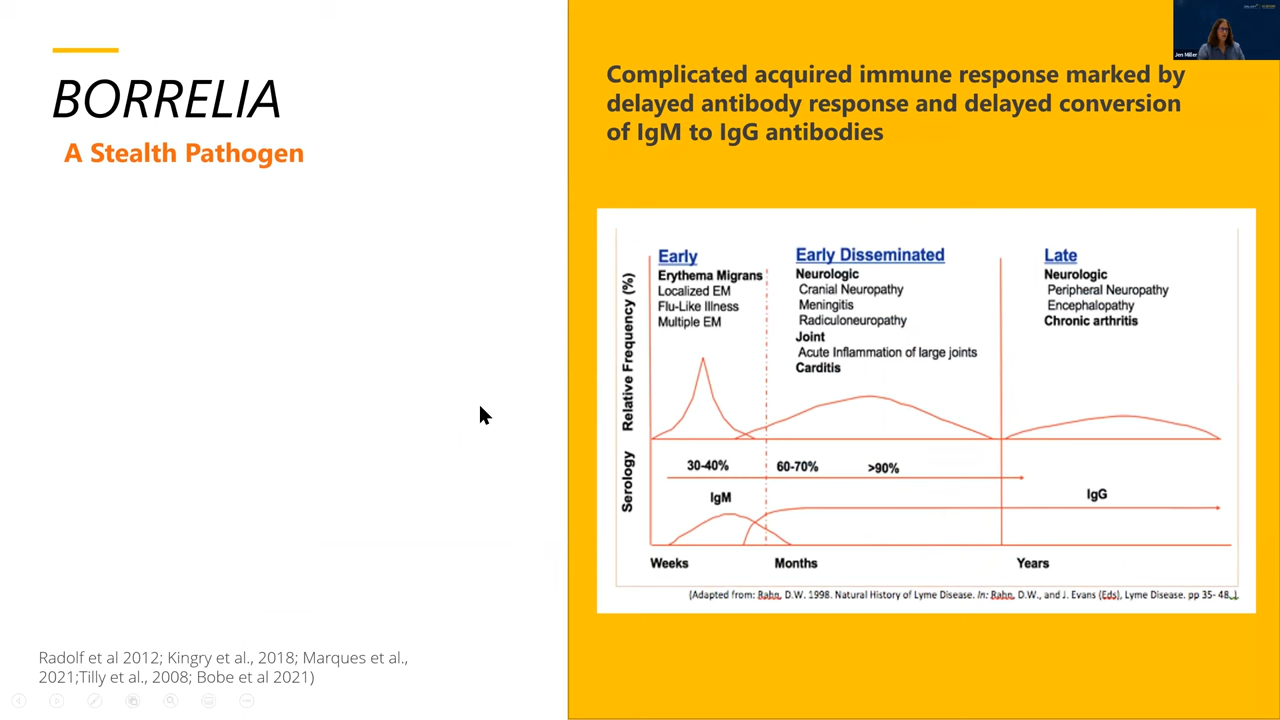 BORRELIA
A Stealth Pathogen
Radolf et al 2012; Kingry et al., 2018; Marques et al.,
2021;Tilly et al., 2008; Bobe et al 2021)
Jen Miller
Complicated acquired immune response marked by
delayed antibody response and delayed conversion
of IgM to IgG antibodies
Relative Frequency (%)
Serology
Early
Erythema Migrans
Localized EM
Flu-Like Illness
Multiple EM
Early Disseminated
Neurologic
Cranial Neuropathy
Meningitis
Radiculoneuropathy
Joint
Acute Inflammation of large joints
Carditis
Late
Neurologic
Peripheral Neuropathy
Encephalopathy
Chronic arthritis
30-40%
60-70%
>90%
IgM
IgG
Weeks
Months
Years
(Adapted from: Rahn, D.W. 1998. Natural History of Lyme Disease. In: Rahn, D.W., and J. Evans (Eds), Lyme Disease. pp 35- 48.,)